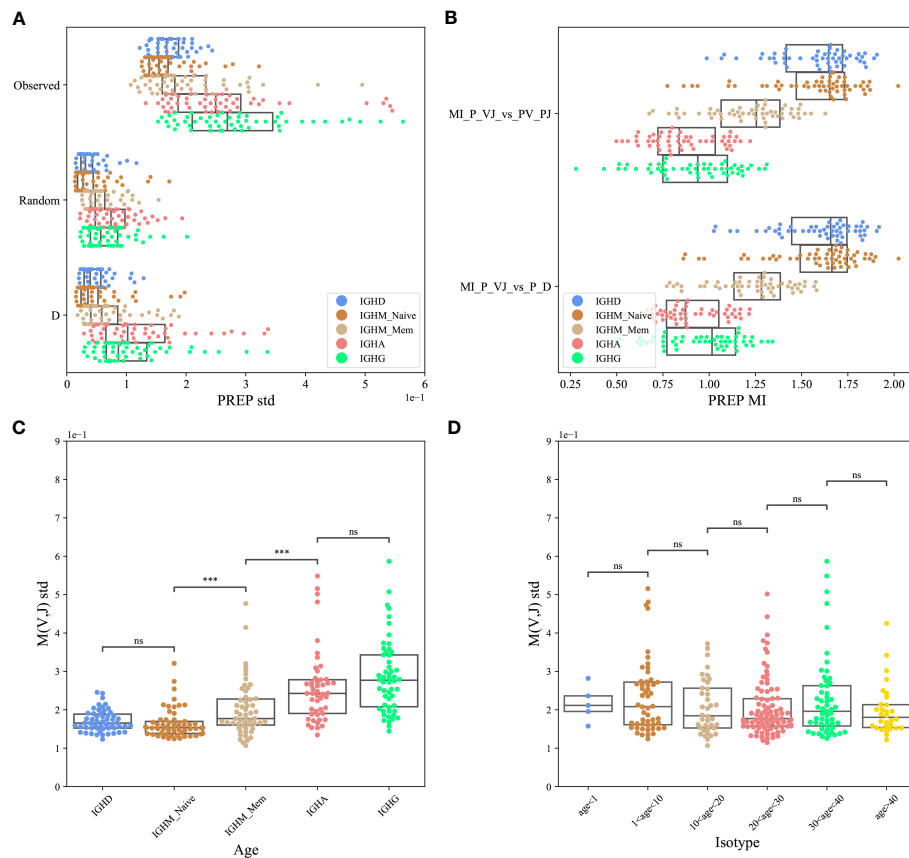 A
Observed
Random
D
IGHD
IGHM_Naive
IGHM_Mem
IGHA
IGHG
0 1 2 3 4 5 6
PREP std
1e−1
B
MI_P_VJ_vs_PV_PJ
MI_P_VJ_vs_P_D
IGHD
IGHM_Naive
IGHM_Mem
IGHA
IGHG
0.25 0.50 0.75 1.00 1.25 1.50 1.75 2.00
PREP MI
C
1e−1
9
8
7
6
5
4
3
2
1
0
M(V,J) std
ns
***
***
ns
IGHD
IGHM_Naive
IGHM_Mem
IGHA
IGHG
Age
D
1e−1
9
8
7
6
5
4
3
2
1
0
M(V,J) std
ns
ns
ns
ns
ns
age<1
1<age<10
10<age<20
20<age<30
30<age<40
age>40
Isotype